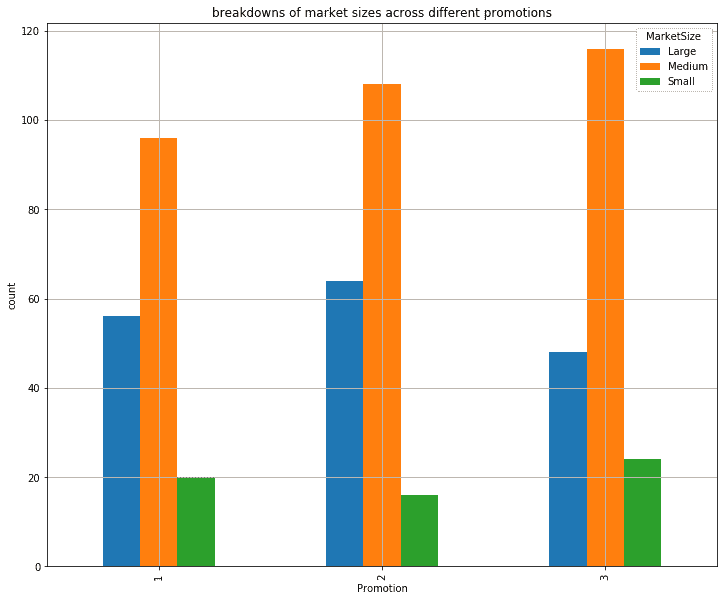 breakdowns of market sizes across different promotions
MarketSize
Large
Medium
Small
120
100
80
60
40
20
0
count
1
2
3
Promotion